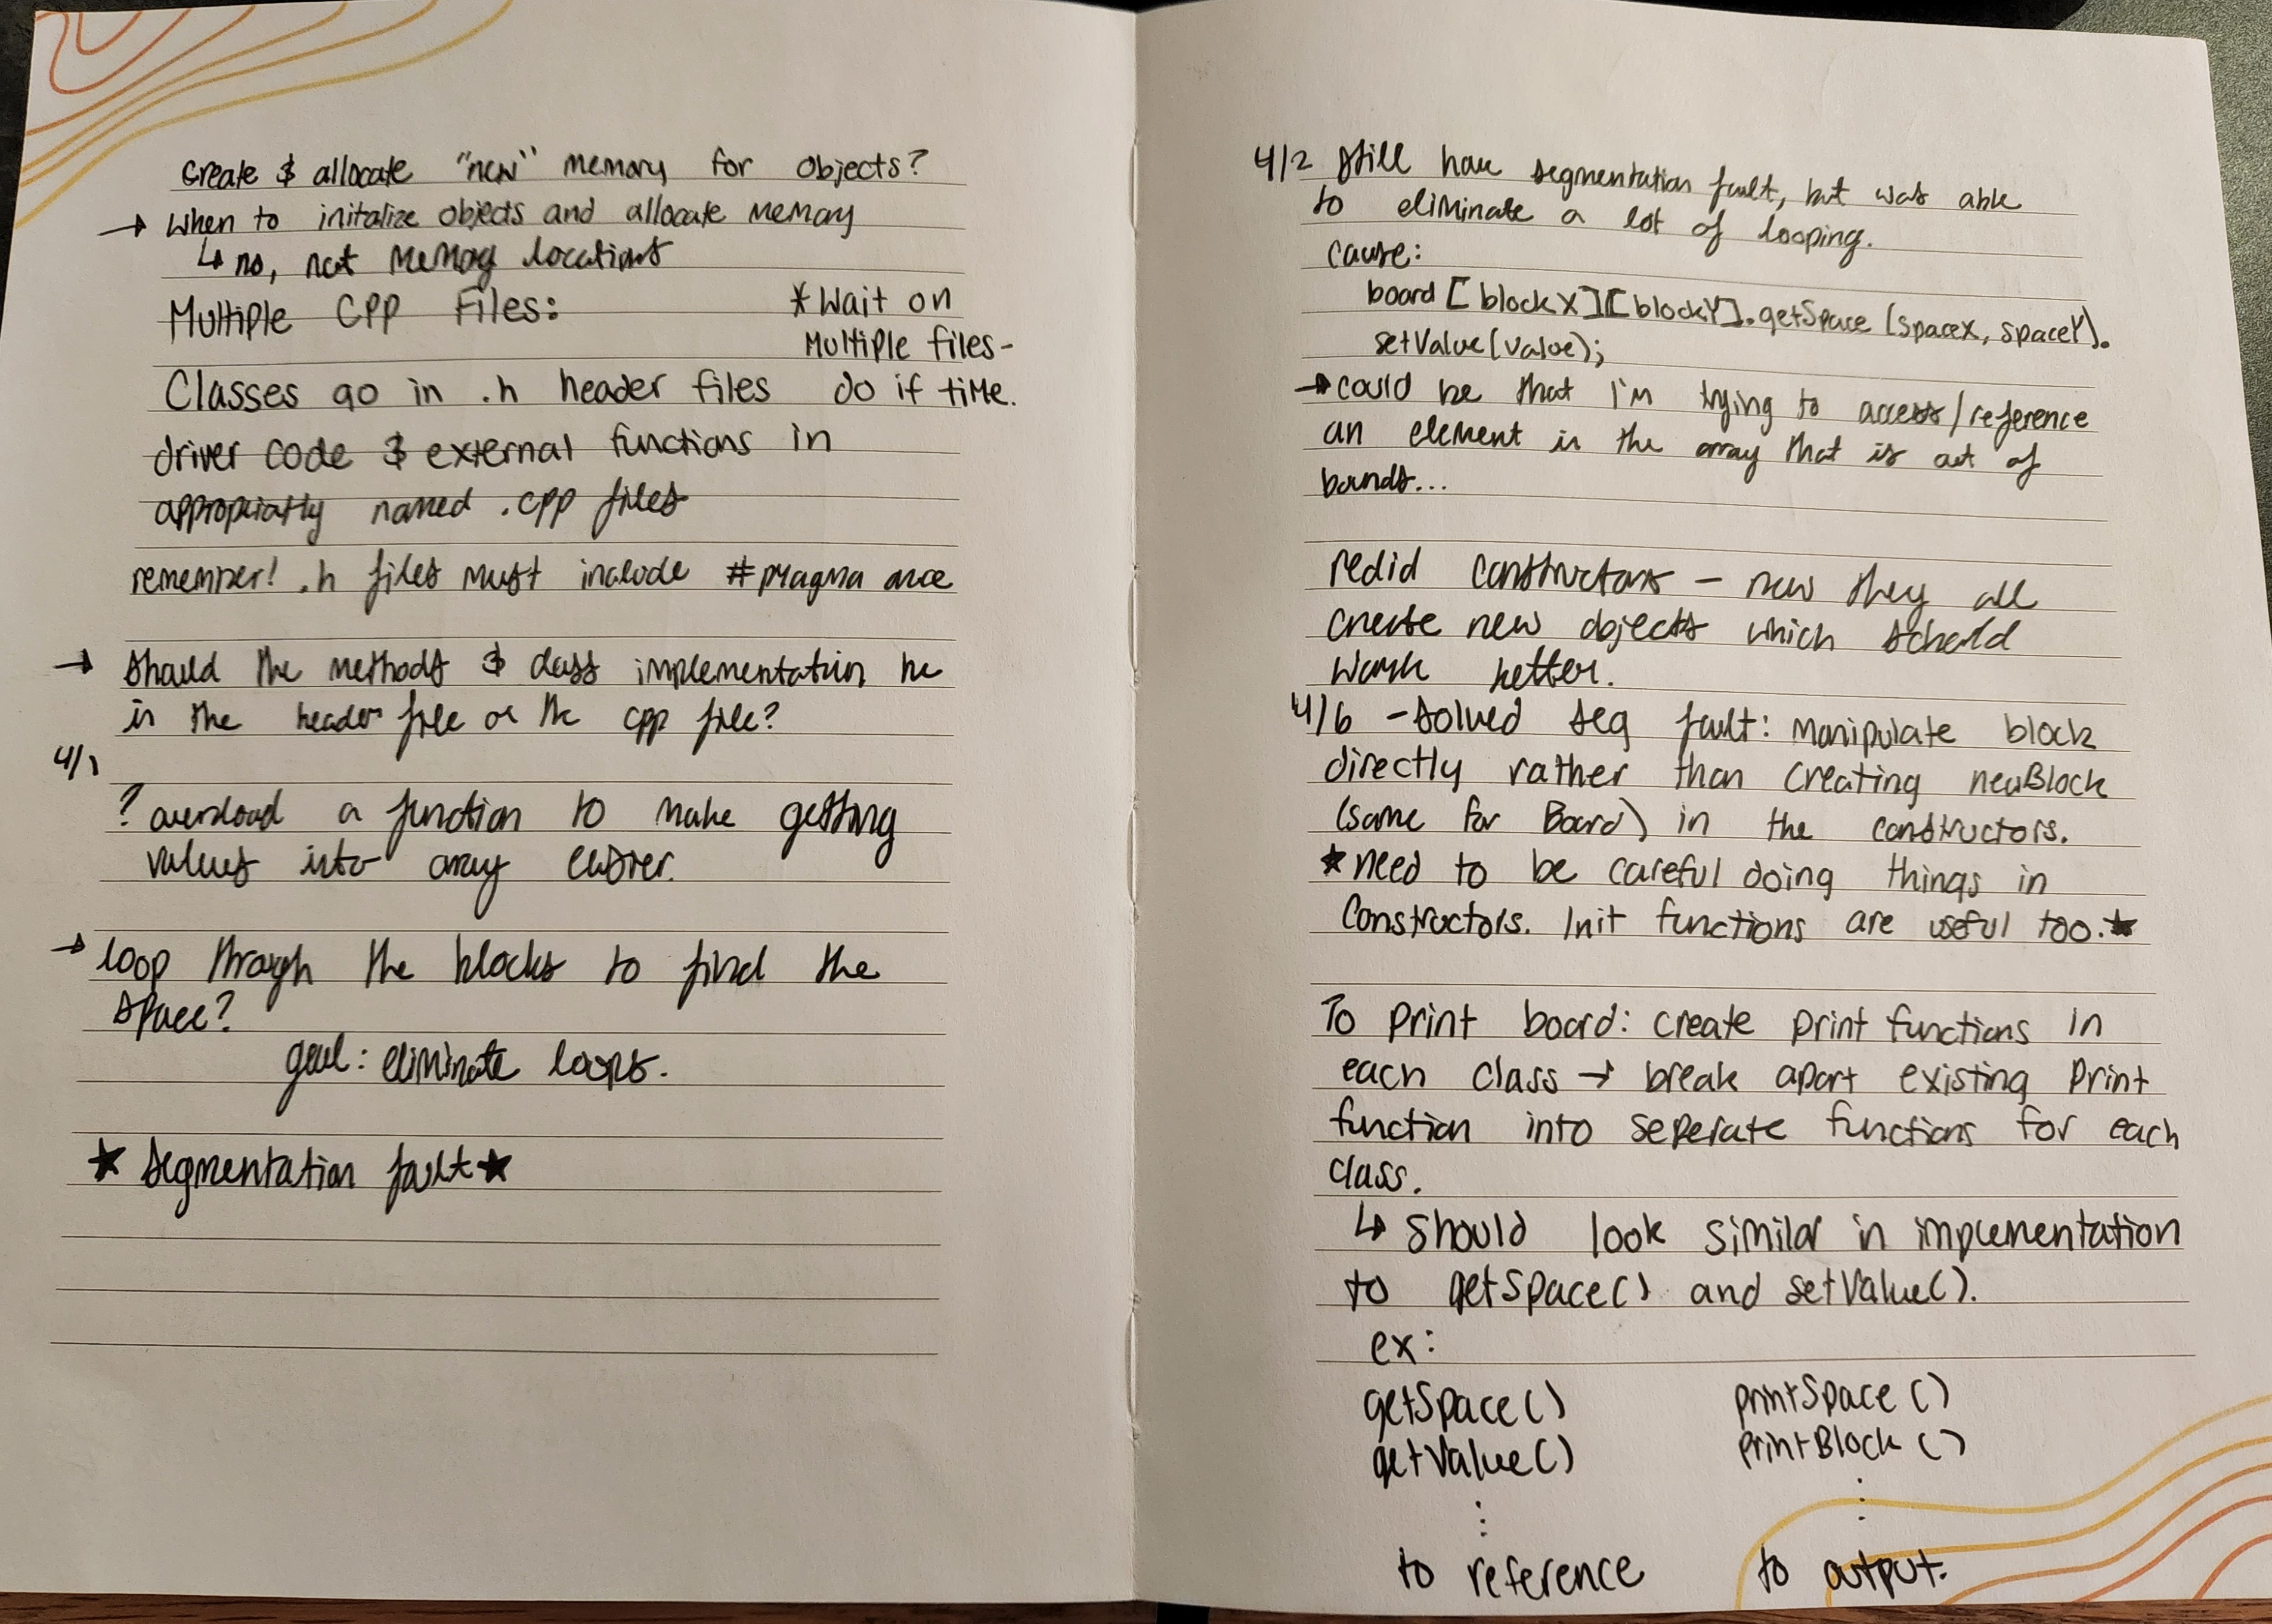 Create & allocate "new" memory for objects?
→ When to initalize objects and allocate memory
↳ no, not memory locations
Multiple CPP Files:
*Wait on
Multiple files-
do if time.
Classes go in .h header files
driver code & external functions in
appropriatly named .cpp files
remember! .h files must include #pragma once
→ should the methods & class implementation be
in the header file or the cpp file?
4/1
? overload a function to make getting
values into array easier.
→ loop through the blocks to find the
space?
goal: eliminate loops.
★ segmentation fault ★
4/2 still have segmentation fault, but was able
to eliminate a lot of looping.
cause:
board[blockX][blockY].getSpace(spaceX, spaceY).
setValue(value);
→ could be that I'm trying to access/reference
an element in the array that is out of
bounds...
redid constructors - now they all
create new objects which should
work better.
4/6 - solved seg fault: Manipulate block
directly rather than creating newBlock
(same for Board) in the constructors.
★ need to be careful doing things in
Constructors. Init functions are useful too. ★
To print board: create print functions in
each class → break apart existing print
function into seperate functions for each
class.
↳ should look similar in implementation
to getSpace() and setValue().
ex:
getSpace() printSpace()
getValue() printBlock()
⋮ ⋮
to reference to output.